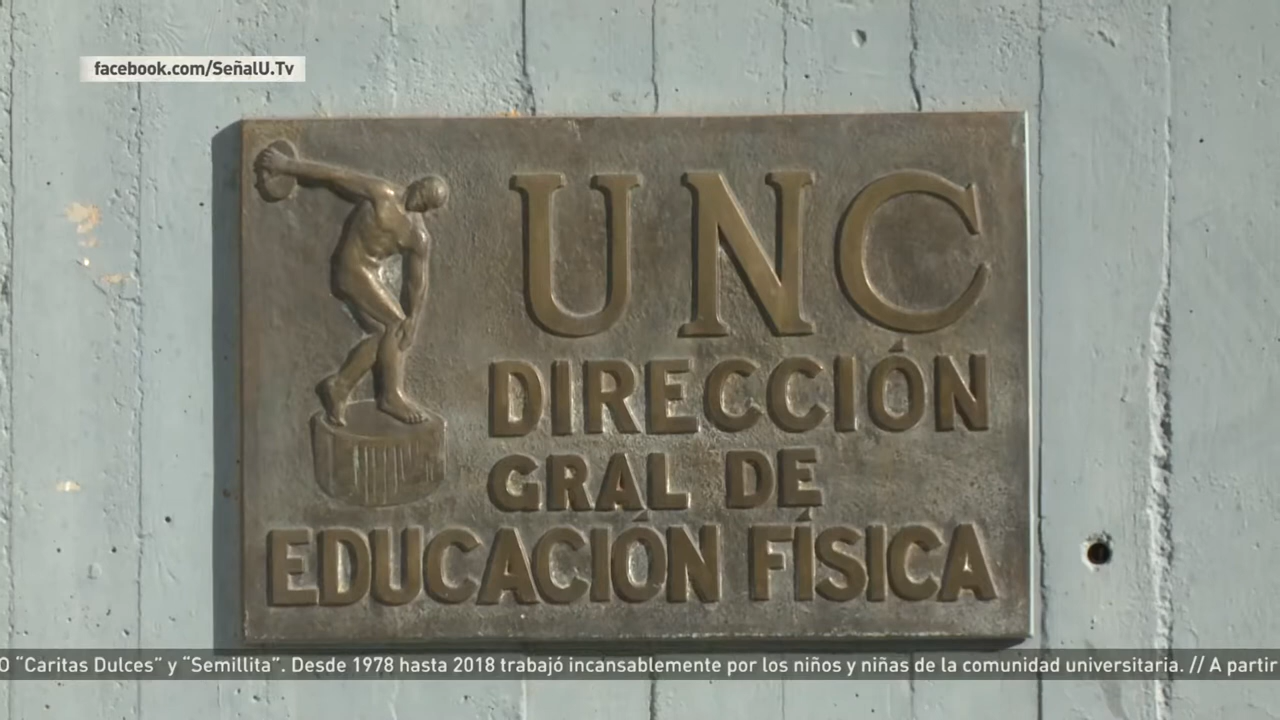 facebook.com/SeñalU.Tv
UNC
DIRECCIÓN
GRAL DE
EDUCACIÓN FÍSICA
O “Caritas Dulces” y “Semillita”. Desde 1978 hasta 2018 trabajó incansablemente por los niños y niñas de la comunidad universitaria. // A partir